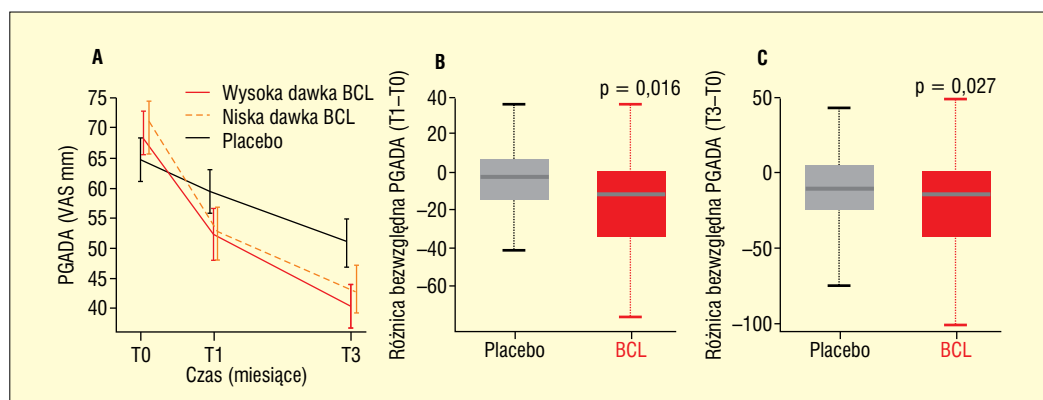 A
Wysoka dawka BCL
Niska dawka BCL
Placebo
PGADA (VAS mm)
75
70
65
60
55
50
45
40
T0
T1
T3
Czas (miesiące)
B
p = 0,016
Różnica bezwzględna PGADA (T1–T0)
40
20
0
–20
–40
–60
Placebo
BCL
C
p = 0,027
Różnica bezwzględna PGADA (T3–T0)
50
0
–50
–100
Placebo
BCL